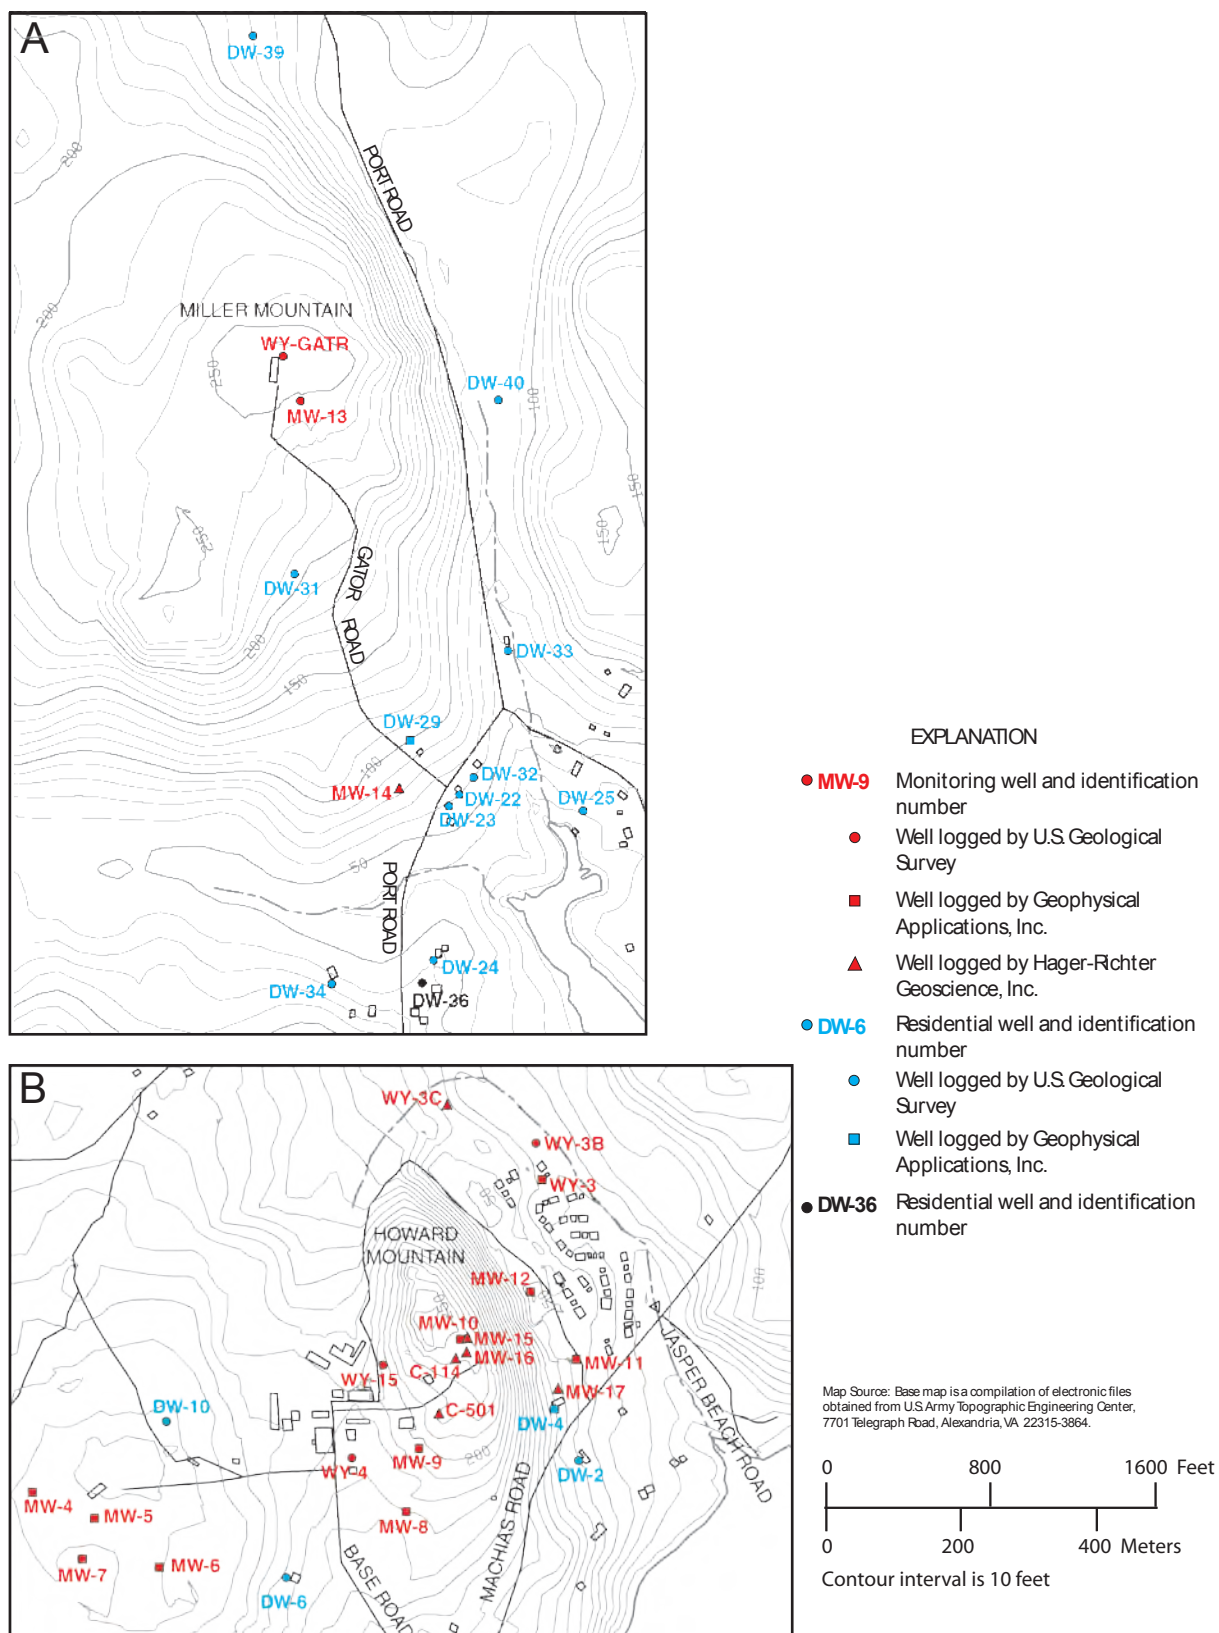 A
DW-39
200
PORT ROAD
200
MILLER MOUNTAIN
WY-GATR
250
DW-40
100
MW-13
150
150
250
GATOR ROAD
DW-31
200
DW-33
150
DW-29
100
DW-32
MW-14
DW-22
DW-25
DW-23
50
PORT ROAD
DW-24
DW-34
DW-36
EXPLANATION
MW-9 Monitoring well and identification
number
Well logged by U.S. Geological
Survey
Well logged by Geophysical
Applications, Inc.
Well logged by Hager-Richter
Geoscience, Inc.
DW-6 Residential well and identification
number
Well logged by U.S. Geological
Survey
Well logged by Geophysical
Applications, Inc.
DW-36 Residential well and identification
number
B
WY-3C
WY-3B
WY-3
50
HOWARD
MOUNTAIN
MW-12
100
MW-10
MW-15
MW-16
MW-11
C-114
WY-15
MW-17
JASPER BEACH ROAD
DW-10
C-501
DW-4
200
MW-9
WY-4
DW-2
MW-4
MW-5
MW-8
MACHIAS ROAD
MW-7
MW-6
BASE ROAD
DW-6
Map Source: Base map is a compilation of electronic files
obtained from U.S. Army Topographic Engineering Center,
7701 Telegraph Road, Alexandria, VA 22315-3864.
0 800 1600 Feet
0 200 400 Meters
Contour interval is 10 feet